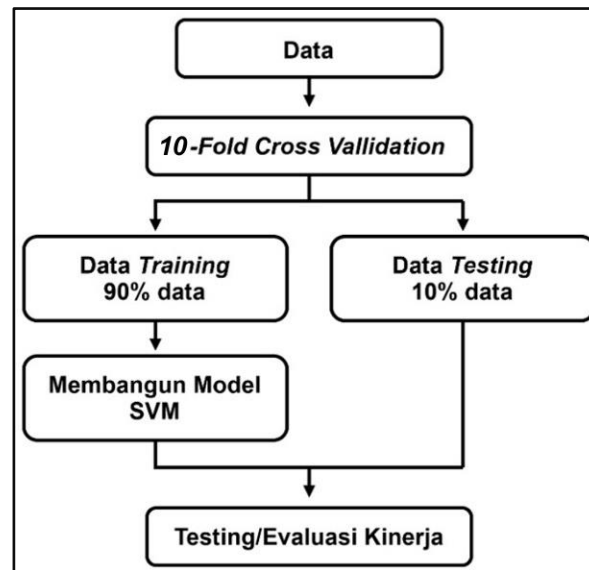 Data
10-Fold Cross Vallidation
Data Training
90% data
Data Testing
10% data
Membangun Model
SVM
Testing/Evaluasi Kinerja